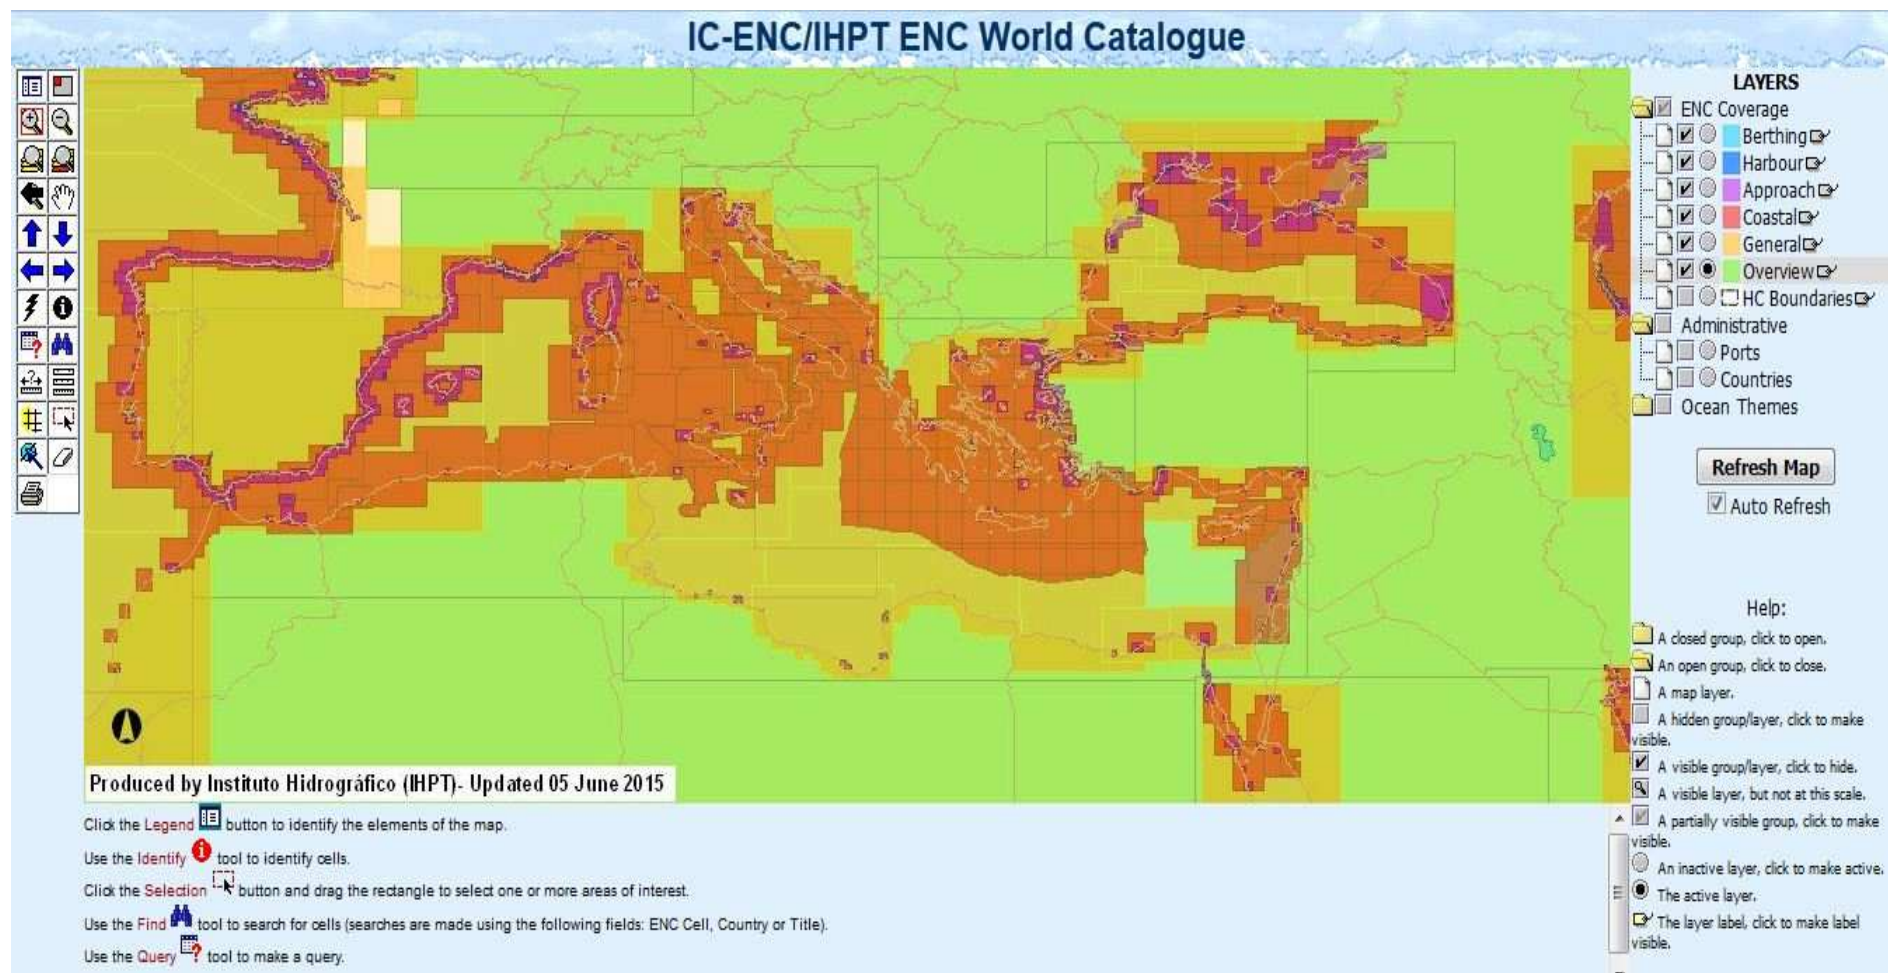 IC-ENC/IHPT ENC World Catalogue
LAYERS
ENC Coverage
Berthing
Harbour
Approach
Coastal
General
Overview
HC Boundaries
Administrative
Ports
Countries
Ocean Themes
Refresh Map
Auto Refresh
Help:
A closed group, click to open.
An open group, click to close.
A map layer.
A hidden group/layer, click to make
visible.
A visible group/layer, click to hide.
A visible layer, but not at this scale.
A partially visible group, click to make
visible.
An inactive layer, click to make active.
The active layer.
The layer label, click to make label
visible.
Produced by Instituto Hidrográfico (IHPT)- Updated 05 June 2015
Click the Legend button to identify the elements of the map.
Use the Identify tool to identify cells.
Click the Selection button and drag the rectangle to select one or more areas of interest.
Use the Find tool to search for cells (searches are made using the following fields: ENC Cell, Country or Title).
Use the Query tool to make a query.